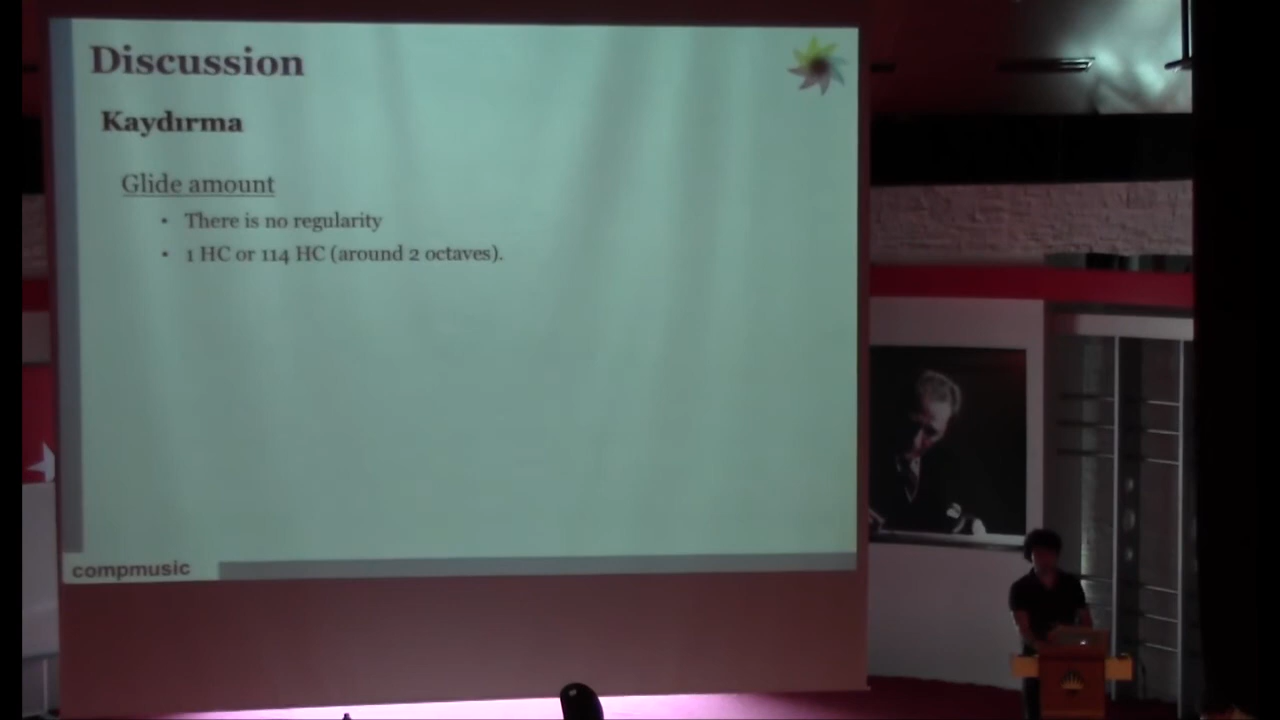 Discussion
Kaydırma
Glide amount
• There is no regularity
• 1 HC or 114 HC (around 2 octaves).
compmusic